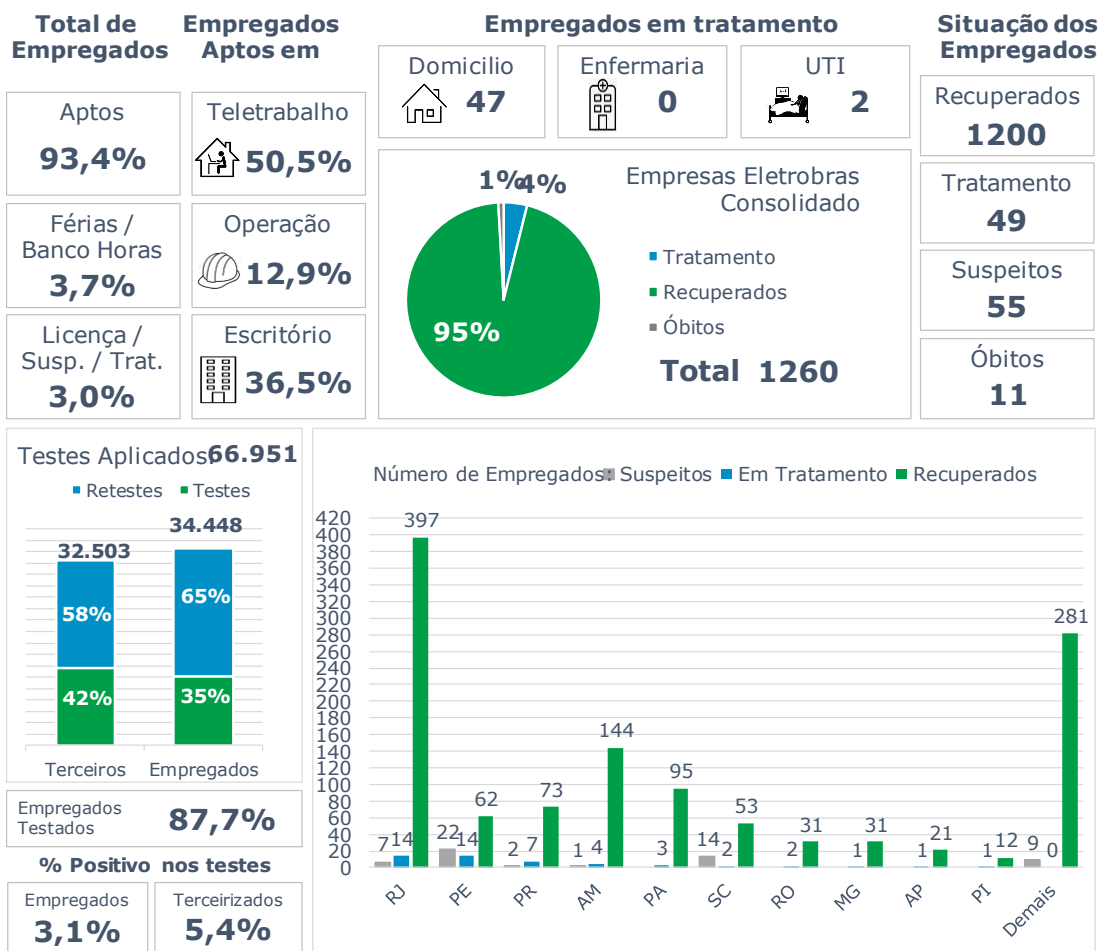 Total de
Empregados
Aptos
93,4%
Férias /
Banco Horas
3,7%
Licença /
Susp. / Trat.
3,0%
Empregados
Aptos em
Teletrabalho
50,5%
Operação
12,9%
Escritório
36,5%
Empregados em tratamento
Domicilio
47
Enfermaria
0
UTI
2
Empresas Eletrobras
Consolidado
1%
4%
95%
Tratamento
Recuperados
Óbitos
Total 1260
Situação dos
Empregados
Recuperados
1200
Tratamento
49
Suspeitos
55
Óbitos
11
Testes Aplicados: 66.951
Retestes Testes
34.448
32.503
58% 65%
42% 35%
Terceiros Empregados
Empregados
Testados
87,7%
% Positivo nos testes
Empregados
3,1%
Terceirizados
5,4%
Número de Empregados: Suspeitos Em Tratamento Recuperados
420
400
380
360
340
320
300
280
260
240
220
200
180
160
140
120
100
80
60
40
20
0
7 14 397
22 14 62
2 7 73
1 4 144
3 95
14 2 53
2 31
1 31
1 21
1 12
9 0 281
RJ PE PR AM PA SC RO MG AP PI Demais